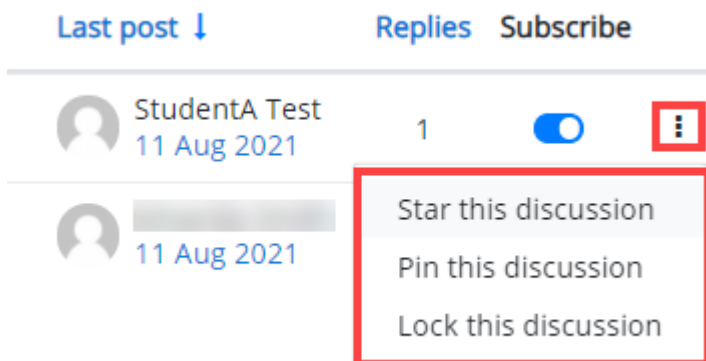 Last post ↓ Replies Subscribe
StudentA Test
11 Aug 2021 1
11 Aug 2021
Star this discussion
Pin this discussion
Lock this discussion